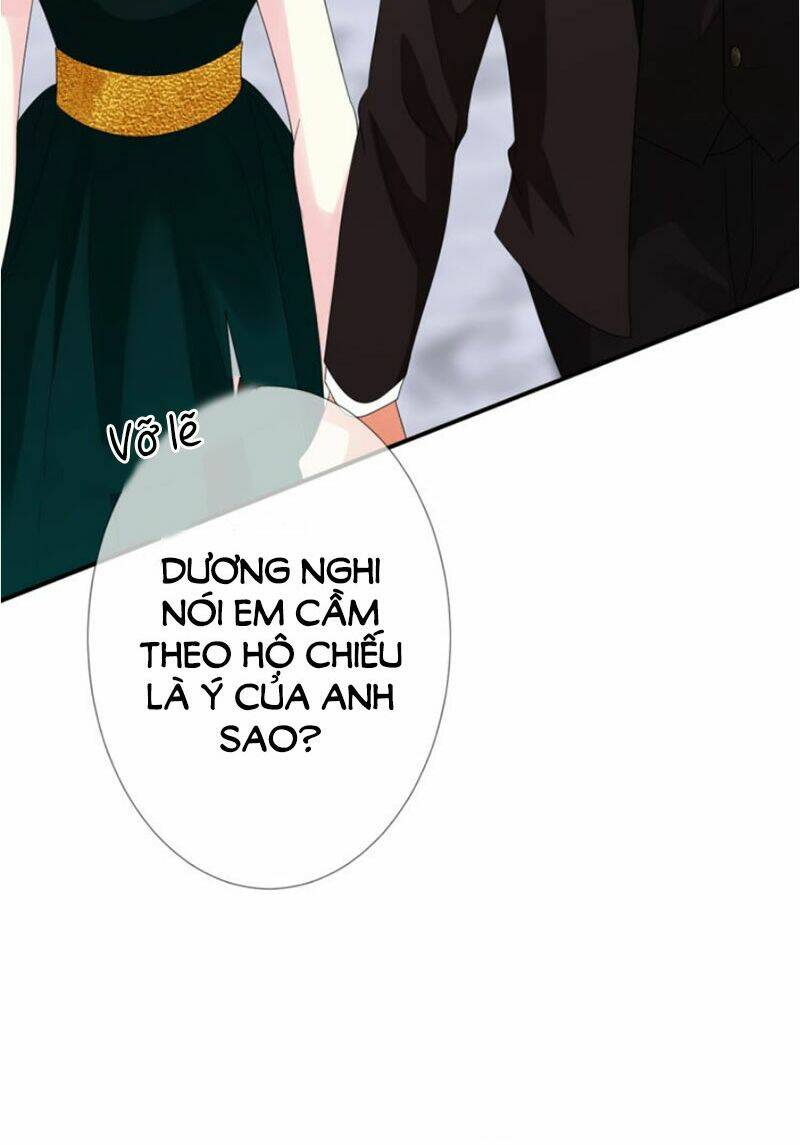 Vỡ lẽ
DƯƠNG NGHI
NÓI EM CẦM
THEO HỘ CHIẾU
LÀ Ý CỦA ANH
SAO?